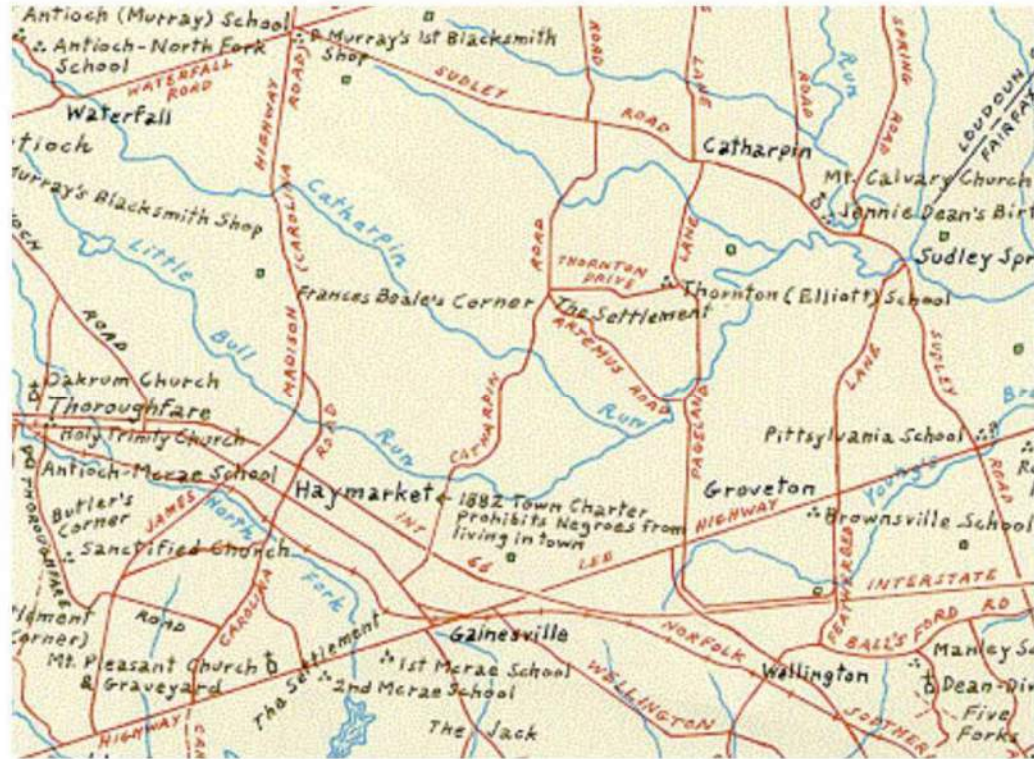 Antioch (Murray) School
Antioch-North Fork
School
WATERFALL
ROAD
Waterfall
HIGHWAY
ROAD)
Murray's 1st Blacksmith
Shop
SUDLEY
ROAD
ROAD
LANE
ROAD
Run
SPRING
ROAD
LOUDOUN
FAIRFAX
Catharpin
Mt. Calvary Church
Jennie Dean's
Sudley
Murray's Blacksmith Shop
(CAROLINA
Catharpin
ROAD
LANE
THORNTON
DRIVE
Thornton (Elliott) School
Frances Beale's Corner
The Settlement
ARTEMUS ROAD
Little
Bull
Run
Run
ROAD
MADISON
ROAD
CATHARPIN
PAGELAND
LANE
SUDLEY
ROAD
Oakrum Church
Thoroughfare
Holy Trinity Church
Antioch-Mcrae School
Butler's
Corner
JAMES
Sanctified Church
THOROUGHFARE
North
Fork
Haymarket
1882 Town Charter
Prohibits Negroes from
living in town
INT
66
LEE
HIGHWAY
Groveton
Pittsylvania School
Young's
Brownsville School
FEATHERBED
INTERSTATE
BALL'S FORD RD
ROAD
CAROLINA
Mt. Pleasant Church
& Graveyard
HIGHWAY
The Settlement
Gainesville
1st Mcrae School
2nd Mcrae School
The Jack
WELLINGTON
NORFOLK
SOUTHER
Wellington
Manley
Dean-
Five
Forks